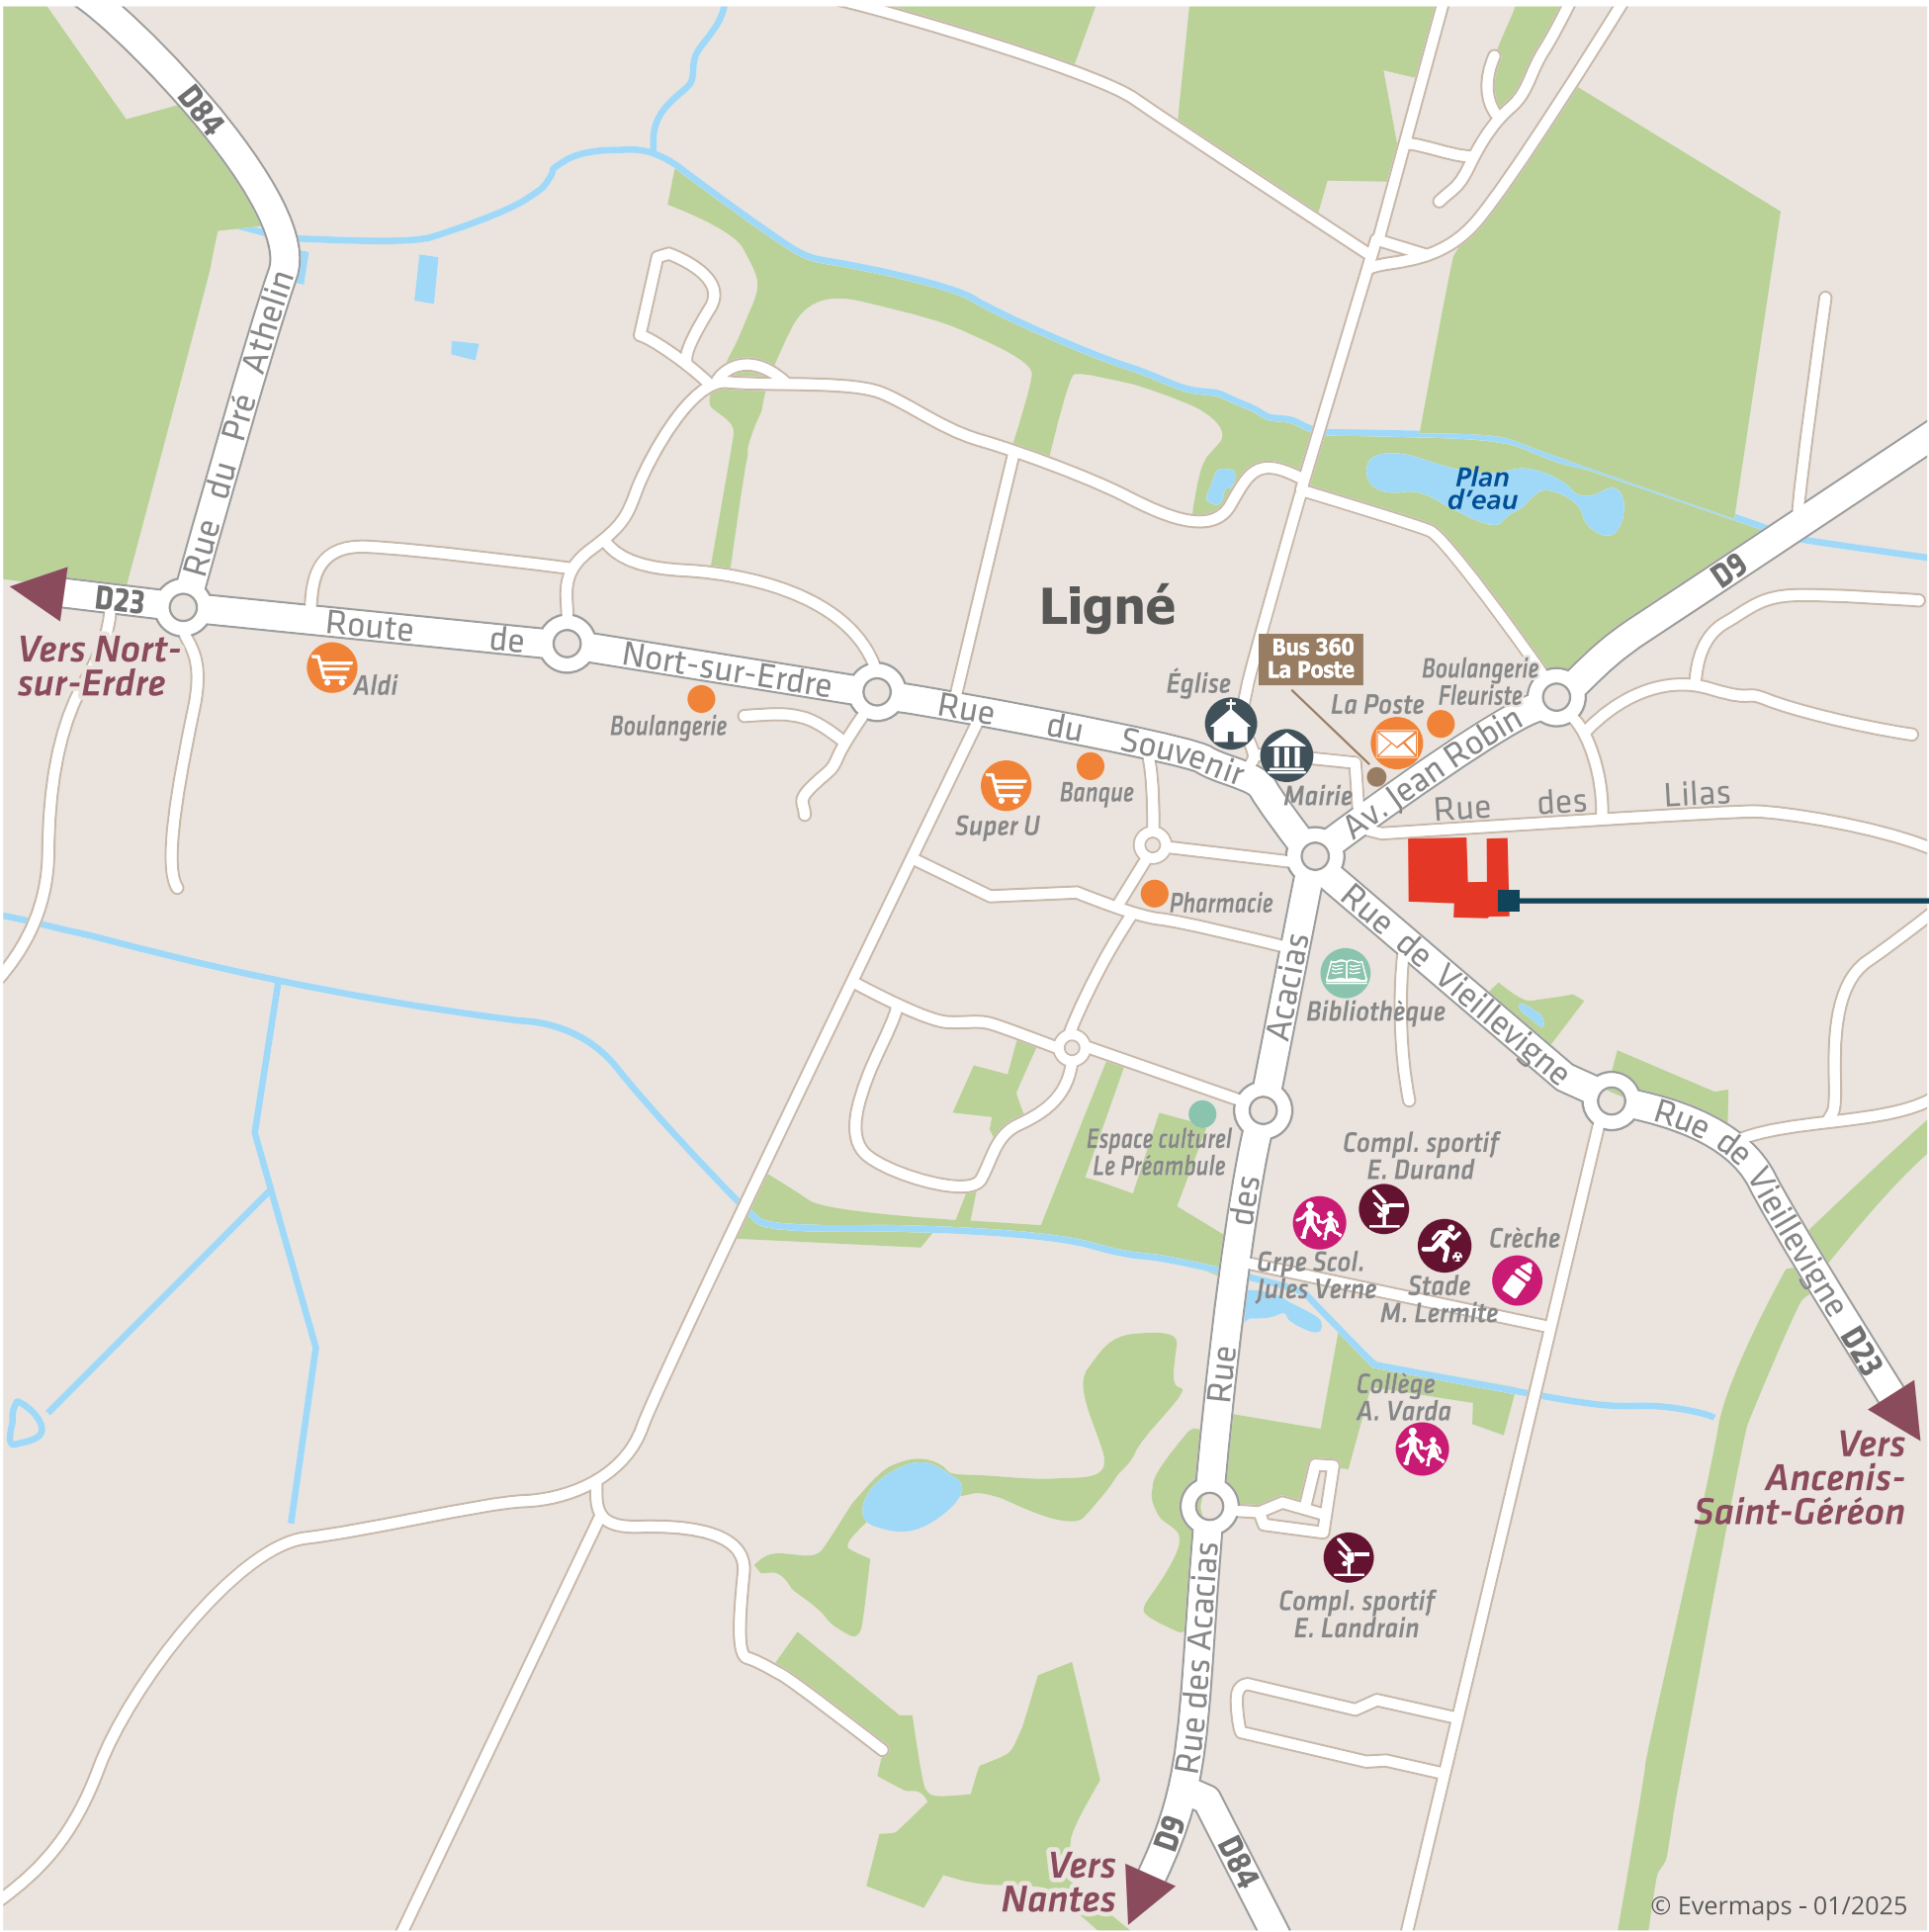 D84
Rue du Pré Athelin
D23
Vers Nort-
sur-Erdre
Route de Nort-sur-Erdre
Aldi
Boulangerie
Ligné
Plan
d'eau
D9
Bus 360
La Poste
Église
La Poste
Boulangerie
Fleuriste
Rue du Souvenir
Mairie
Av. Jean Robin
Rue des Lilas
Banque
Super U
Pharmacie
Rue de Vieillevigne
Bibliothèque
Rue des Acacias
Espace culturel
Le Préambule
Compl. sportif
E. Durand
Rue de Vieillevigne
D23
Grpe Scol.
Jules Verne
Crèche
Stade
M. Lermite
Collège
A. Varda
Vers
Ancenis-
Saint-Géréon
Compl. sportif
E. Landrain
Rue des Acacias
D9
D84
Vers
Nantes
© Evermaps - 01/2025